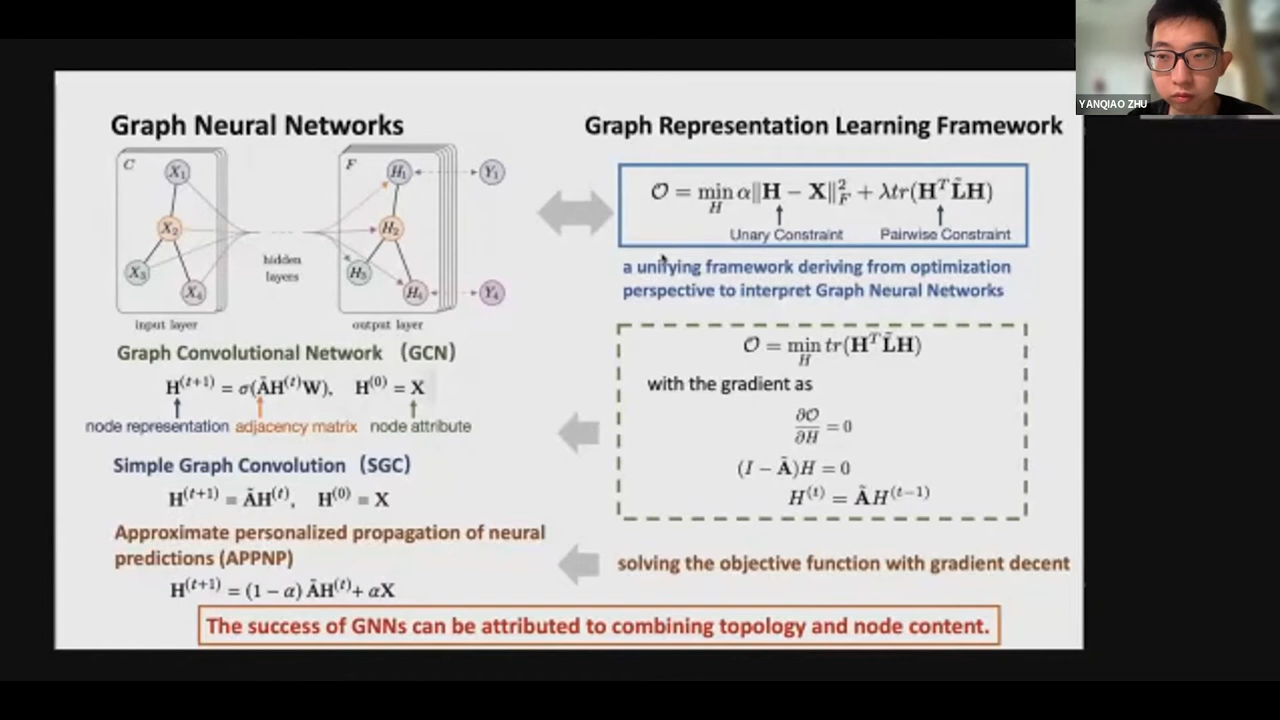 YANQIAO ZHU
Graph Neural Networks
C
X₁
X₂
X₃
X₄
input layer
hidden
layers
F
H₁
H₂
H₃
H₄
output layer
Y₁
Y₄
Graph Convolutional Network (GCN)
H⁽ᵗ⁺¹⁾ = σ(ÃH⁽ᵗ⁾W), H⁽⁰⁾ = X
node representation adjacency matrix node attribute
Simple Graph Convolution (SGC)
H⁽ᵗ⁺¹⁾ = ÃH⁽ᵗ⁾, H⁽⁰⁾ = X
Approximate personalized propagation of neural
predictions (APPNP)
H⁽ᵗ⁺¹⁾ = (1 − α) ÃH⁽ᵗ⁾ + αX
Graph Representation Learning Framework
𝒪 = min_H α‖H − X‖²_F + λtr(HᵀL̃H)
Unary Constraint Pairwise Constraint
a unifying framework deriving from optimization
perspective to interpret Graph Neural Networks
𝒪 = min_H tr(HᵀL̃H)
with the gradient as
∂𝒪/∂H = 0
(I − Ã)H = 0
H⁽ᵗ⁾ = ÃH⁽ᵗ⁻¹⁾
solving the objective function with gradient decent
The success of GNNs can be attributed to combining topology and node content.